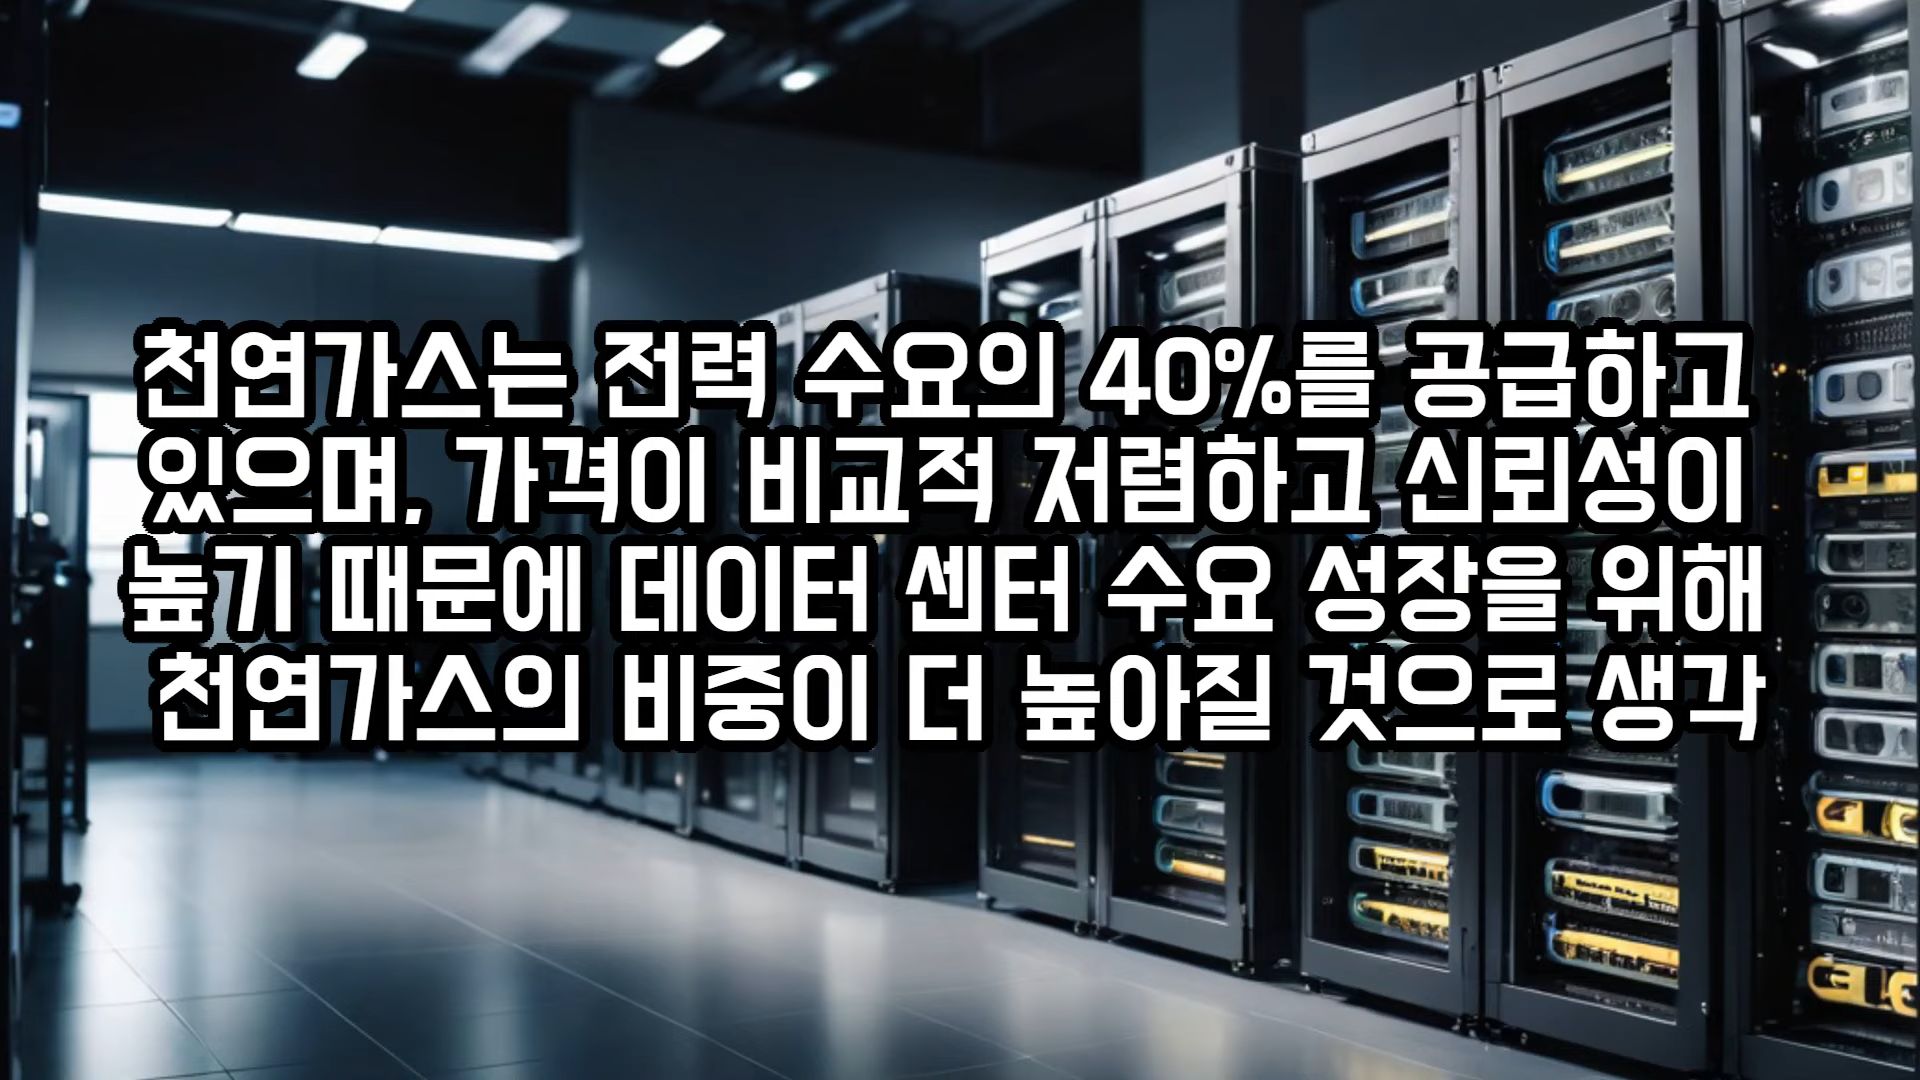 천연가스는 전력 수요의 40%를 공급하고
있으며, 가격이 비교적 저렴하고 신뢰성이
높기 때문에 데이터 센터 수요 성장을 위해
천연가스의 비중이 더 높아질 것으로 생각